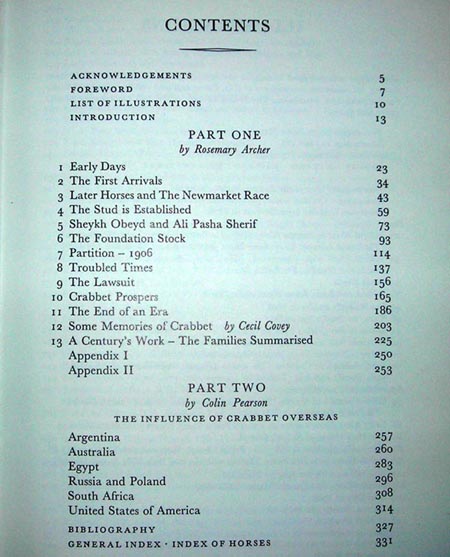 CONTENTS
ACKNOWLEDGEMENTS 5
FOREWORD 7
LIST OF ILLUSTRATIONS 10
INTRODUCTION 13
PART ONE
by Rosemary Archer
1 Early Days 23
2 The First Arrivals 34
3 Later Horses and The Newmarket Race 43
4 The Stud is Established 59
5 Sheykh Obeyd and Ali Pasha Sherif 73
6 The Foundation Stock 93
7 Partition – 1906 114
8 Troubled Times 137
9 The Lawsuit 156
10 Crabbet Prospers 165
11 The End of an Era 186
12 Some Memories of Crabbet by Cecil Covey 203
13 A Century's Work – The Families Summarised 225
Appendix I 250
Appendix II 253
PART TWO
by Colin Pearson
THE INFLUENCE OF CRABBET OVERSEAS
Argentina 257
Australia 260
Egypt 283
Russia and Poland 296
South Africa 308
United States of America 314
BIBLIOGRAPHY 327
GENERAL INDEX · INDEX OF HORSES 331